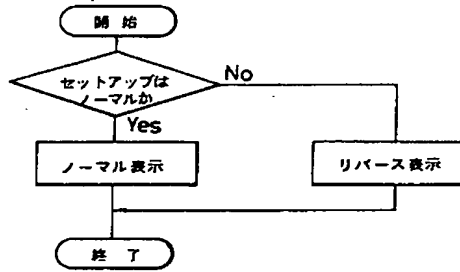 開始
セットアップは
ノーマルか
No
Yes
ノーマル表示
リバース表示
終了